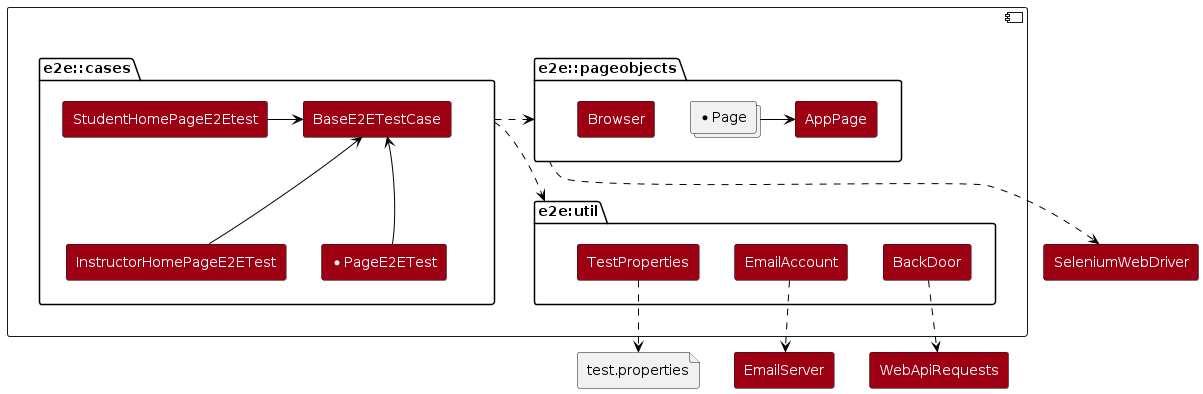 e2e::cases
StudentHomePageE2Etest
BaseE2ETestCase
InstructorHomePageE2ETest
• PageE2ETest
e2e::pageobjects
Browser
• Page
AppPage
e2e:util
TestProperties
EmailAccount
BackDoor
SeleniumWebDriver
test.properties
EmailServer
WebApiRequests